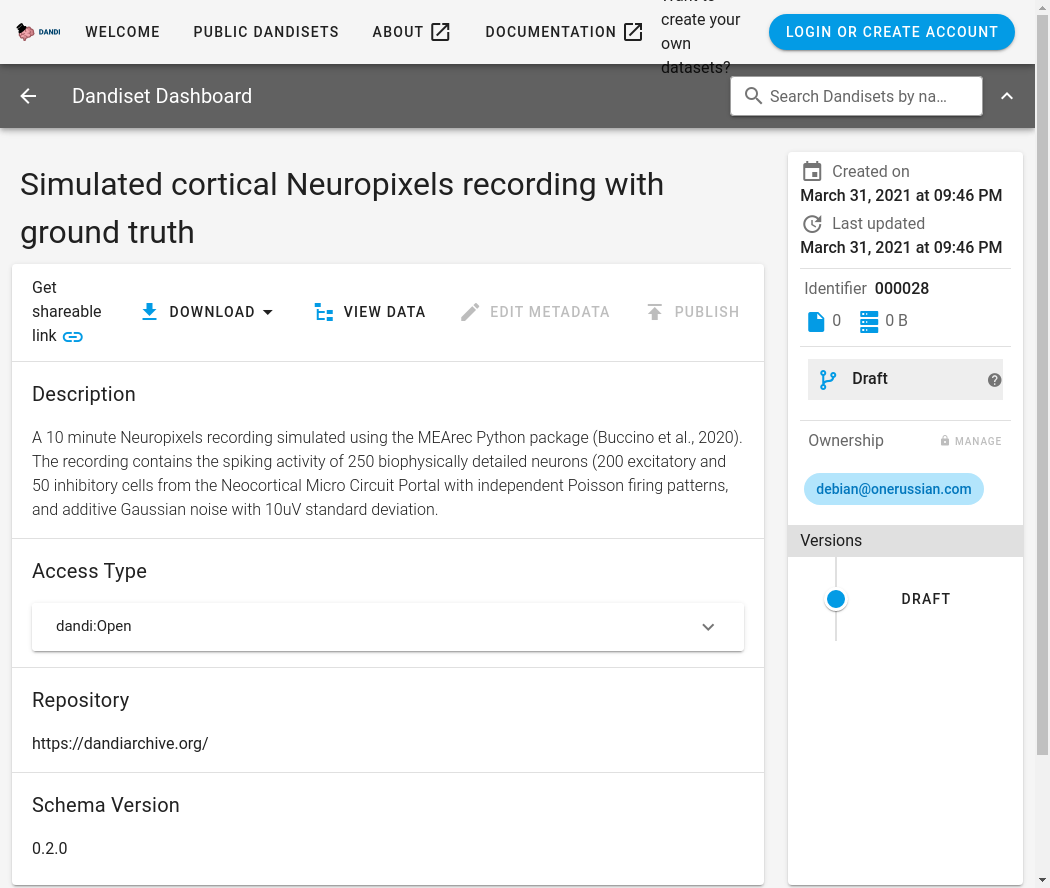 DANDI
WELCOME
PUBLIC DANDISETS
ABOUT
DOCUMENTATION
create your
own
datasets?
LOGIN OR CREATE ACCOUNT
Dandiset Dashboard
Search Dandisets by na...
Simulated cortical Neuropixels recording with
ground truth
Get
shareable
link
DOWNLOAD
VIEW DATA
EDIT METADATA
PUBLISH
Description
A 10 minute Neuropixels recording simulated using the MEArec Python package (Buccino et al., 2020).
The recording contains the spiking activity of 250 biophysically detailed neurons (200 excitatory and
50 inhibitory cells from the Neocortical Micro Circuit Portal with independent Poisson firing patterns,
and additive Gaussian noise with 10uV standard deviation.
Access Type
dandi:Open
Repository
https://dandiarchive.org/
Schema Version
0.2.0
Created on
March 31, 2021 at 09:46 PM
Last updated
March 31, 2021 at 09:46 PM
Identifier 000028
0
0 B
Draft
Ownership
MANAGE
debian@onerussian.com
Versions
DRAFT